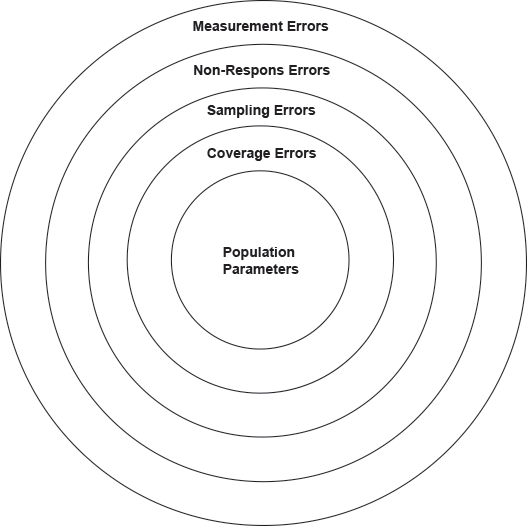 Measurement Errors
Non-Respons Errors
Sampling Errors
Coverage Errors
Population
Parameters